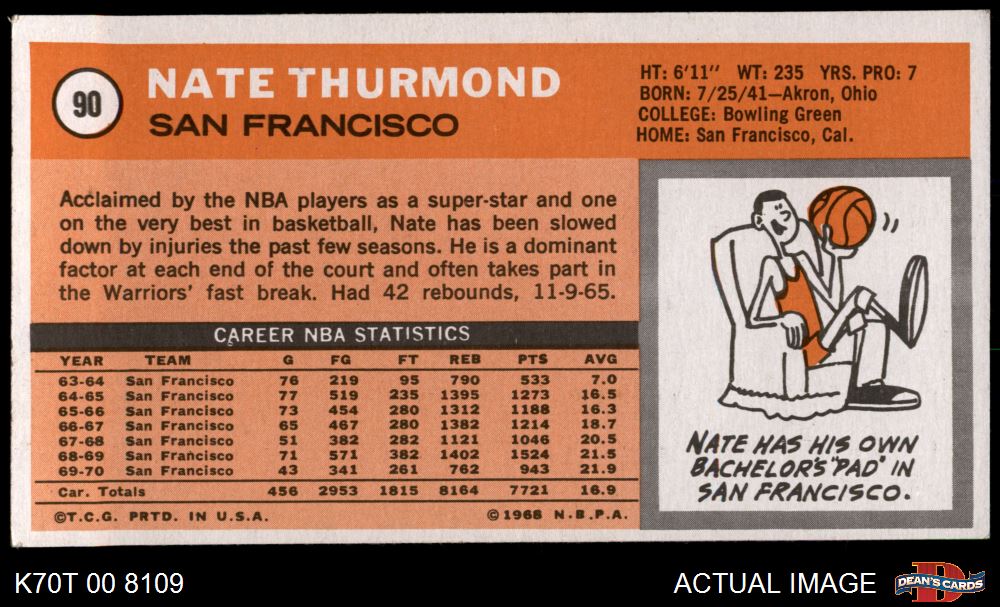 90
NATE THURMOND
SAN FRANCISCO
HT: 6'11" WT: 235 YRS. PRO: 7
BORN: 7/25/41—Akron, Ohio
COLLEGE: Bowling Green
HOME: San Francisco, Cal.
Acclaimed by the NBA players as a super-star and one
on the very best in basketball, Nate has been slowed
down by injuries the past few seasons. He is a dominant
factor at each end of the court and often takes part in
the Warriors' fast break. Had 42 rebounds, 11-9-65.
CAREER NBA STATISTICS
YEAR TEAM G FG FT REB PTS AVG
63-64 San Francisco 76 219 95 790 533 7.0
64-65 San Francisco 77 519 235 1395 1273 16.5
65-66 San Francisco 73 454 280 1312 1188 16.3
66-67 San Francisco 65 467 280 1382 1214 18.7
67-68 San Francisco 51 382 282 1121 1046 20.5
68-69 San Francisco 71 571 382 1402 1524 21.5
69-70 San Francisco 43 341 261 762 943 21.9
Car. Totals 456 2953 1815 8164 7721 16.9
©T.C.G. PRTD. IN U.S.A. ©1968 N.B.P.A.
NATE HAS HIS OWN
BACHELOR'S "PAD" IN
SAN FRANCISCO.
K70T 00 8109
ACTUAL IMAGE
D
DEAN'S CARDS